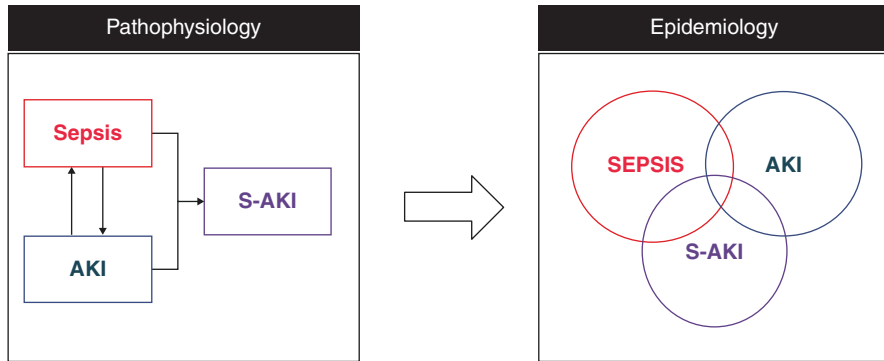 Pathophysiology
Sepsis
S-AKI
AKI
Epidemiology
SEPSIS
AKI
S-AKI